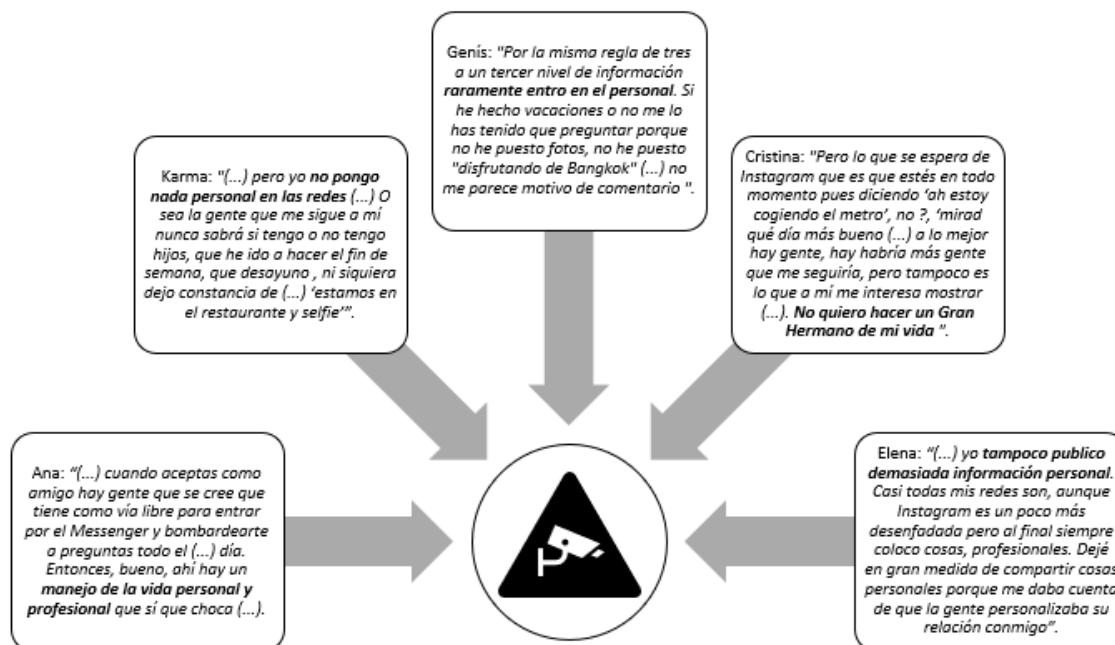 Genís: "Por la misma regla de tres
a un tercer nivel de información
raramente entro en el personal. Si
he hecho vacaciones o no me lo
has tenido que preguntar porque
no he puesto fotos, no he puesto
"disfrutando de Bangkok" (...) no
me parece motivo de comentario ".
Karma: "(...) pero yo no pongo
nada personal en las redes (...) O
sea la gente que me sigue a mí
nunca sabrá si tengo o no tengo
hijos, que he ido a hacer el fin de
semana, que desayuno , ni siquiera
dejo constancia de (...) ‘estamos en
el restaurante y selfie’”.
Cristina: "Pero lo que se espera de
Instagram que es que estés en todo
momento pues diciendo ‘ah estoy
cogiendo el metro’, no ?, ‘mirad
qué día más bueno (...) a lo mejor
hay gente, hay habría más gente
que me seguiría, pero tampoco es
lo que a mí me interesa mostrar
(...). No quiero hacer un Gran
Hermano de mi vida ".
Ana: “(...) cuando aceptas como
amigo hay gente que se cree que
tiene como vía libre para entrar
por el Messenger y bombardearte
a preguntas todo el (...) día.
Entonces, bueno, ahí hay un
manejo de la vida personal y
profesional que sí que choca (...).
Elena: “(...) yo tampoco publico
demasiada información personal.
Casi todas mis redes son, aunque
Instagram es un poco más
desenfadada pero al final siempre
coloco cosas, profesionales. Dejé
en gran medida de compartir cosas
personales porque me daba cuenta
de que la gente personalizaba su
relación conmigo”.